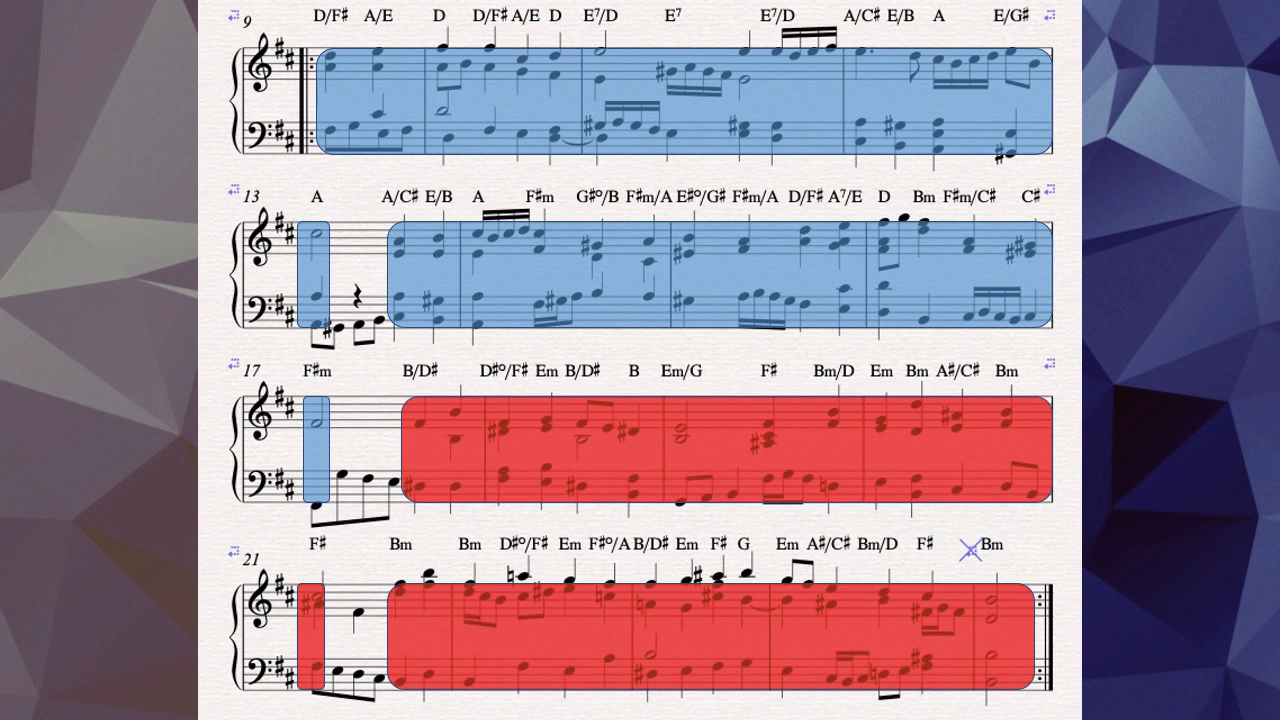 9 D/F♯ A/E D D/F♯ A/E D E⁷/D E⁷ E⁷/D A/C♯ E/B A E/G♯
13 A A/C♯ E/B A F♯m G♯º/B F♯m/A E♯º/G♯ F♯m/A D/F♯ A⁷/E D Bm F♯m/C♯ C♯
17 F♯m B/D♯ D♯º/F♯ Em B/D♯ B Em/G F♯ Bm/D Em Bm A♯/C♯ Bm
21 F♯ Bm Bm D♯º/F♯ Em F♯º/A B/D♯ Em F♯ G Em A♯/C♯ Bm/D F♯ Bm